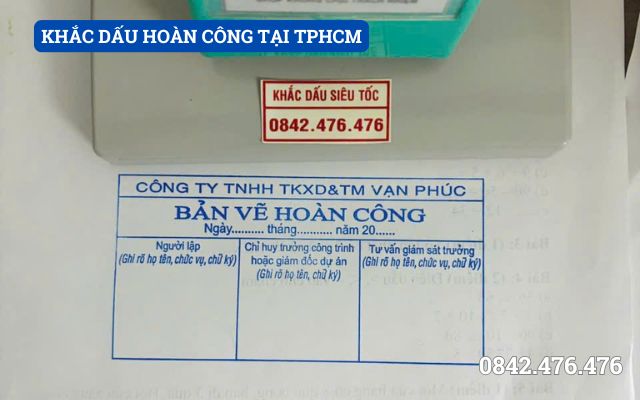 KHẮC DẤU HOÀN CÔNG TẠI TPHCM
KHẮC DẤU SIÊU TỐC
0842.476.476
CÔNG TY TNHH TKXD&TM VẠN PHÚC
BẢN VẼ HOÀN CÔNG
Ngày.......... tháng........... năm 20......
Người lập
(Ghi rõ họ tên, chức vụ, chữ ký)
Chỉ huy trưởng công trình
hoặc giám đốc dự án
(Ghi rõ họ tên, chữ ký)
Tư vấn giám sát trưởng
(Ghi rõ họ tên, chức vụ, chữ ký)
0842.476.476